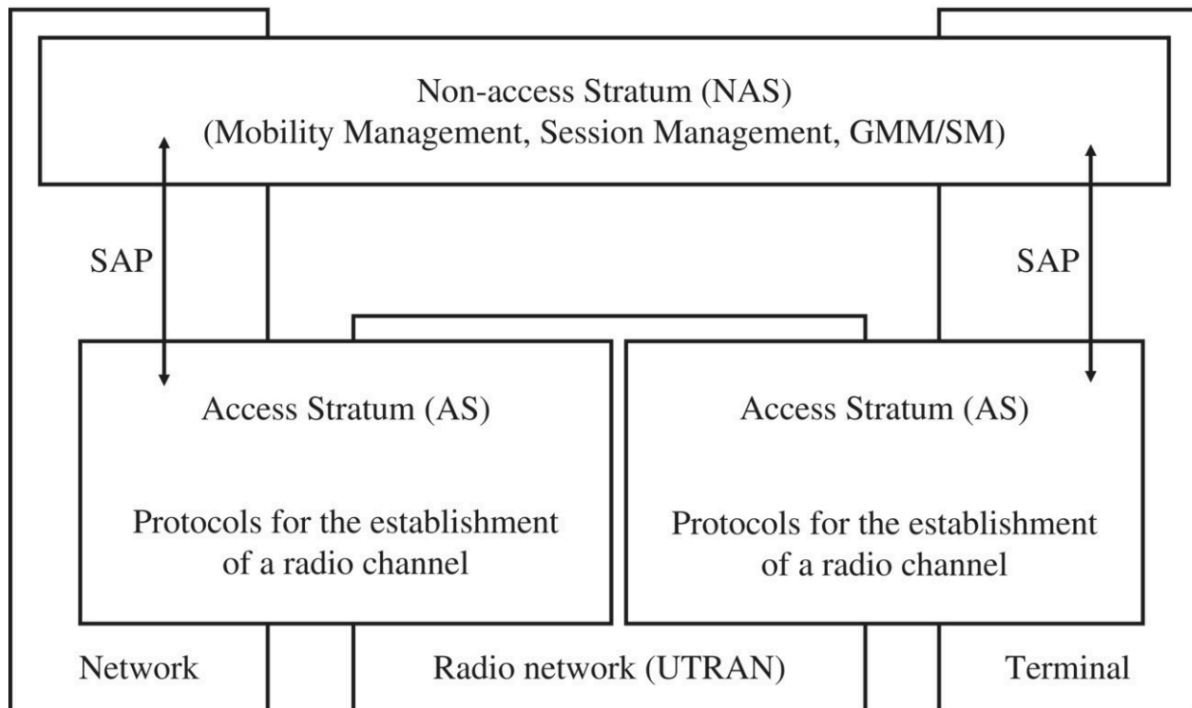 Non-access Stratum (NAS)
(Mobility Management, Session Management, GMM/SM)
SAP
SAP
Access Stratum (AS)
Protocols for the establishment
of a radio channel
Access Stratum (AS)
Protocols for the establishment
of a radio channel
Network
Radio network (UTRAN)
Terminal